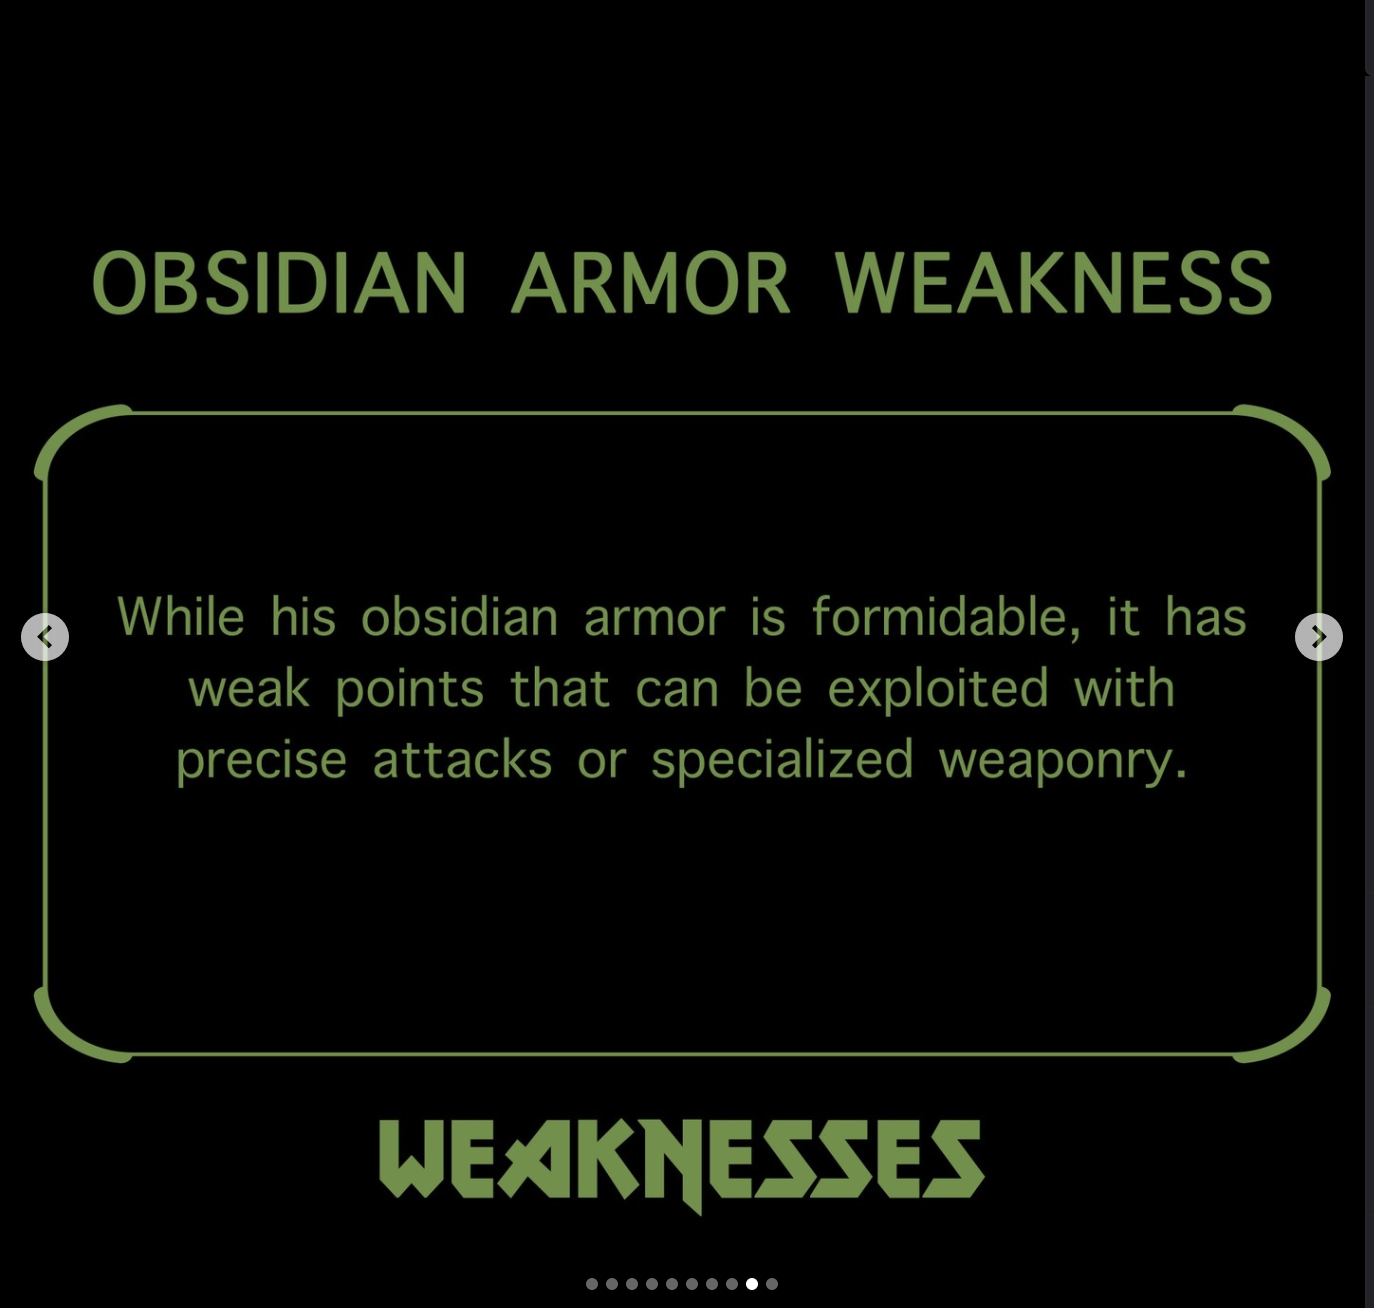 OBSIDIAN ARMOR WEAKNESS
While his obsidian armor is formidable, it has
weak points that can be exploited with
precise attacks or specialized weaponry.
WEAKNESSES